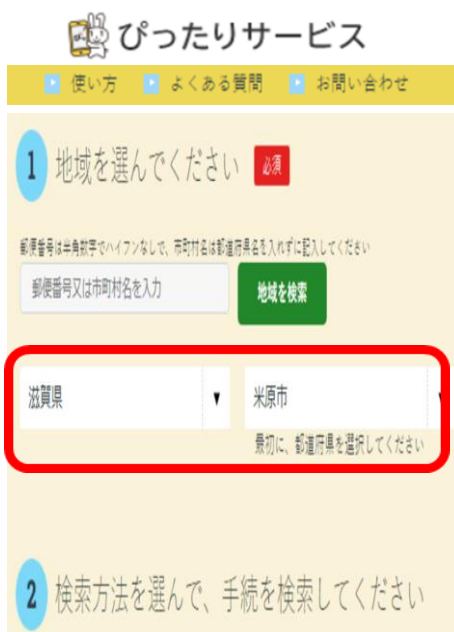 ぴったりサービス
使い方 よくある質問 お問い合わせ
1 地域を選んでください 必須
郵便番号は半角数字でハイフンなしで、市町村名は都道府県名を入れずに記入してください
郵便番号又は市町村名を入力 地域を検索
滋賀県 ▼ 米原市
最初に、都道府県を選択してください
2 検索方法を選んで、手続を検索してください